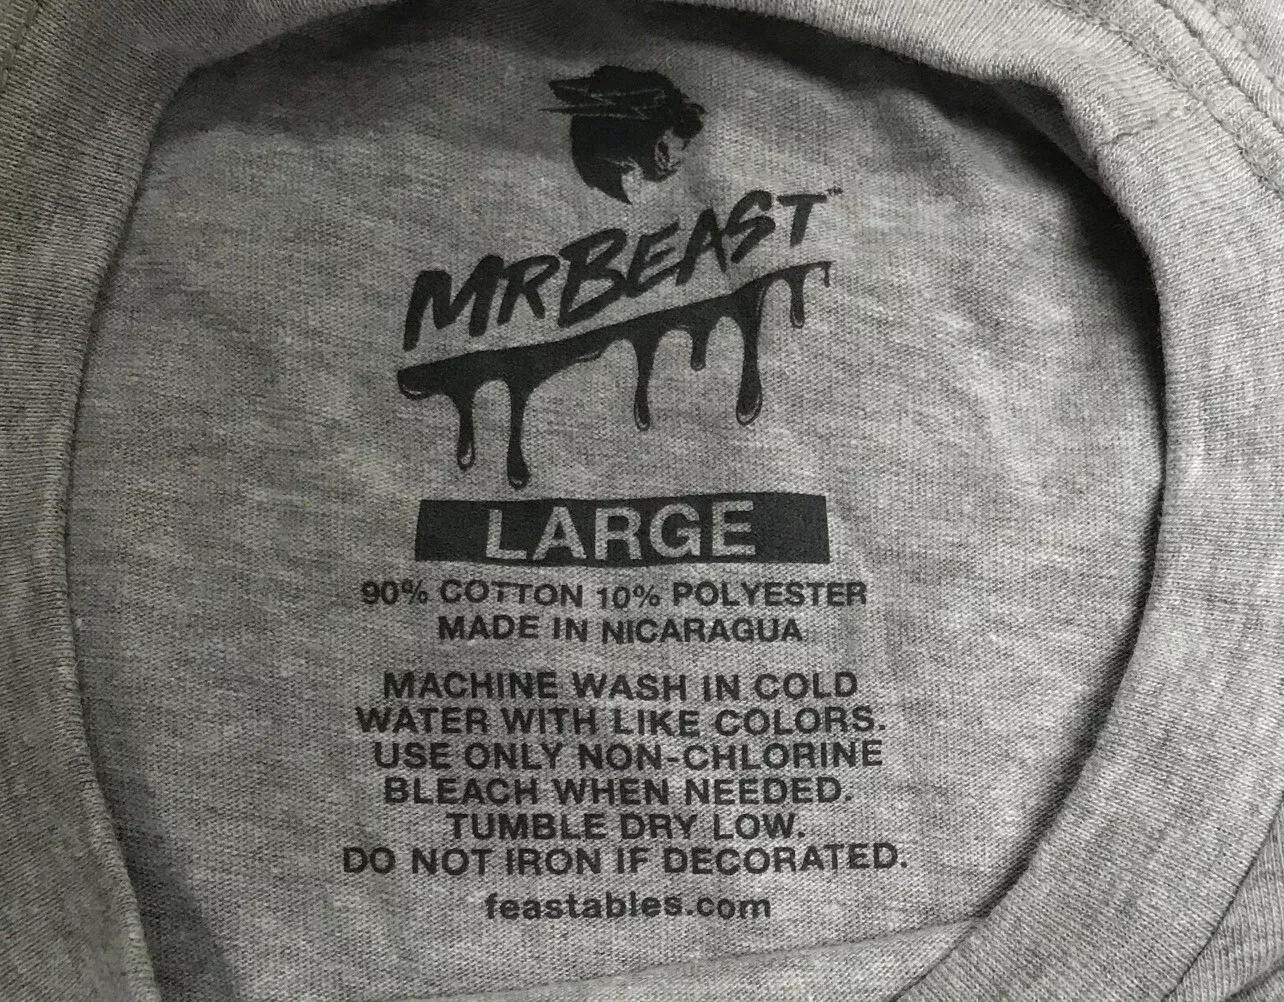 MRBEAST™
LARGE
90% COTTON 10% POLYESTER
MADE IN NICARAGUA
MACHINE WASH IN COLD
WATER WITH LIKE COLORS.
USE ONLY NON-CHLORINE
BLEACH WHEN NEEDED.
TUMBLE DRY LOW.
DO NOT IRON IF DECORATED.
feastables.com